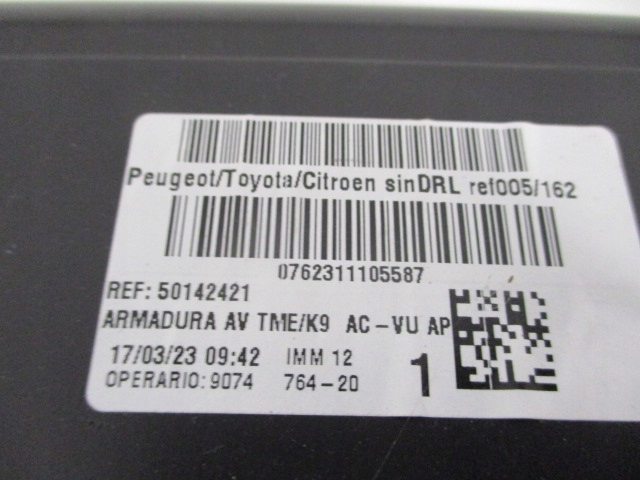 Peugeot/Toyota/Citroen sinDRL ref005/162
0762311105587
REF: 50142421
ARMADURA AV TME/K9 AC-VU AP
17/03/23 09:42 IMM 12
OPERARIO: 9074 764-20
1